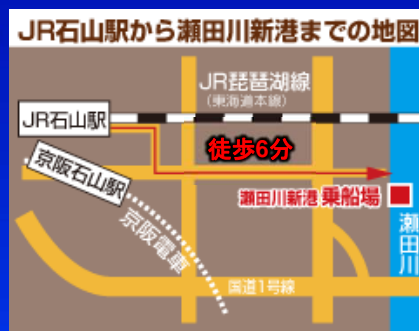 JR石山駅から瀬田川新港までの地図
JR琵琶湖線
(東海道本線)
JR石山駅
徒歩6分
京阪石山駅
瀬田川新港 乗船場
京阪電車
瀬田川
国道1号線